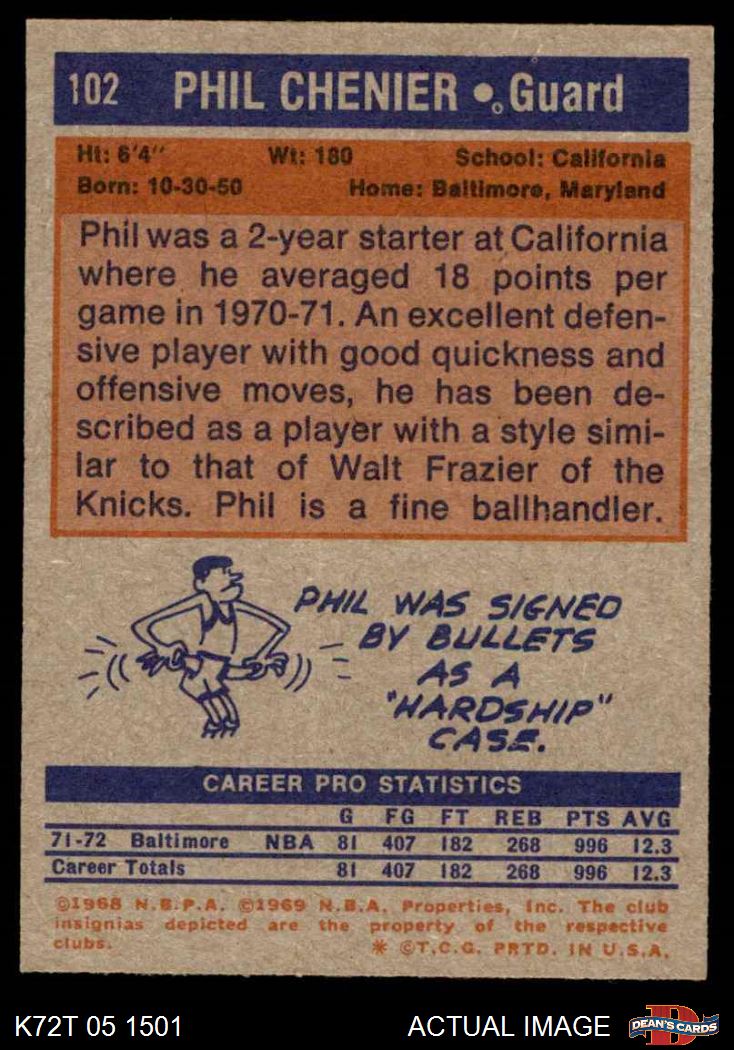 102 PHIL CHENIER • Guard
Ht: 6'4" Wt: 180 School: California
Born: 10-30-50 Home: Baltimore, Maryland
Phil was a 2-year starter at California
where he averaged 18 points per
game in 1970-71. An excellent defen-
sive player with good quickness and
offensive moves, he has been de-
scribed as a player with a style simi-
lar to that of Walt Frazier of the
Knicks. Phil is a fine ballhandler.
PHIL WAS SIGNED
BY BULLETS
AS A
"HARDSHIP"
CASE.
CAREER PRO STATISTICS
G FG FT REB PTS AVG
71-72 Baltimore NBA 81 407 182 268 996 12.3
Career Totals 81 407 182 268 996 12.3
©1968 N.B.P.A. ©1969 N.B.A. Properties, Inc. The club
insignias depicted are the property of the respective
clubs. * ©T.C.G. PRTD. IN U.S.A.
K72T 05 1501 ACTUAL IMAGE D DEAN'S CARDS